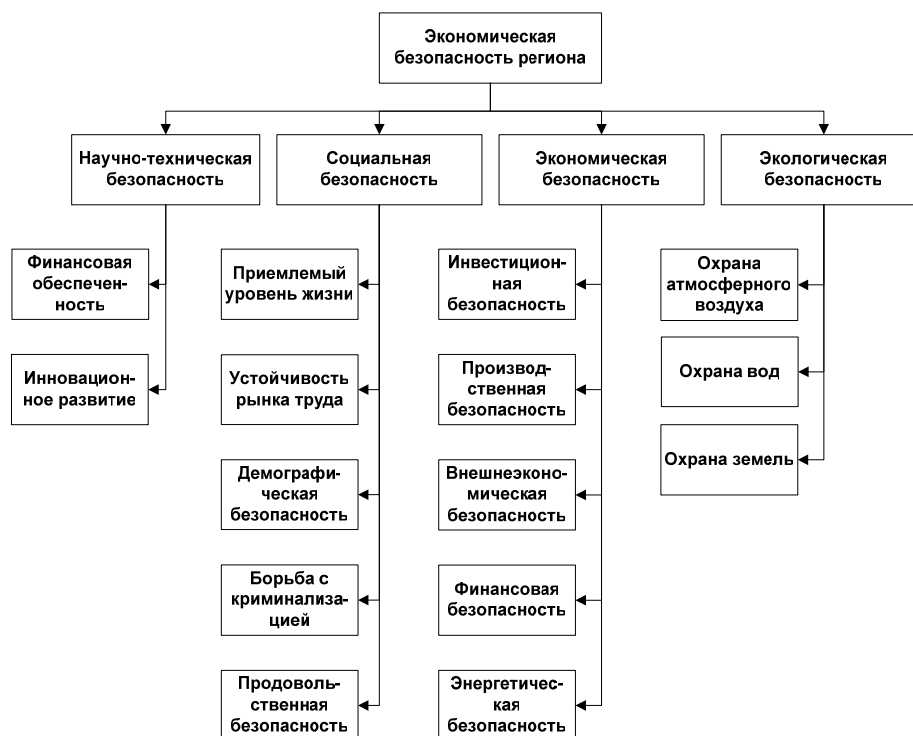 Экономическая
безопасность региона
Научно-техническая
безопасность
Социальная
безопасность
Экономическая
безопасность
Экологическая
безопасность
Финансовая
обеспечен-
ность
Инновацион-
ное развитие
Приемлемый
уровень жизни
Устойчивость
рынка труда
Демографи-
ческая
безопасность
Борьба с
криминализа-
цией
Продоволь-
ственная
безопасность
Инвестицион-
ная
безопасность
Производ-
ственная
безопасность
Внешнеэконо-
мическая
безопасность
Финансовая
безопасность
Энергетичес-
кая
безопасность
Охрана
атмосферного
воздуха
Охрана вод
Охрана земель